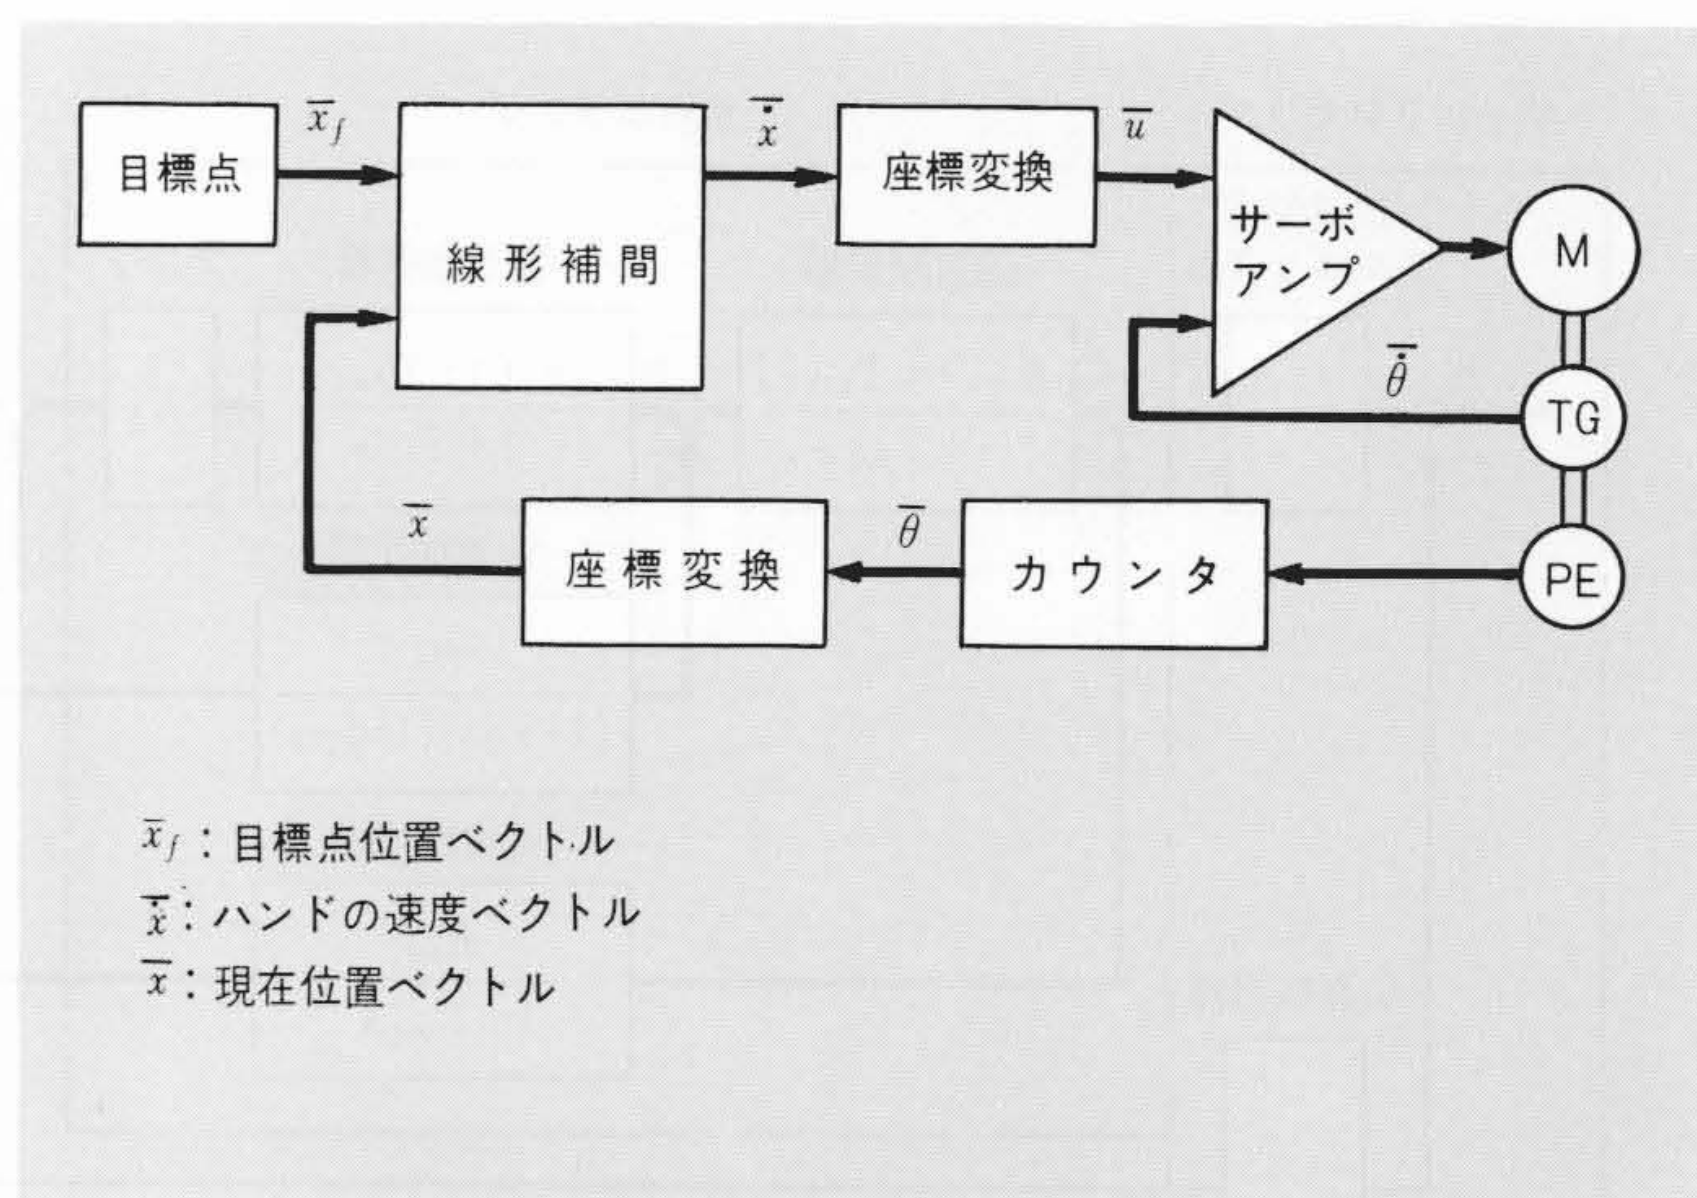 目標点
x̄f
線形補間
x̄̇
座標変換
ū
サーボ
アンプ
M
θ̄̇
TG
x̄
座標変換
θ̄
カウンタ
PE
x̄f：目標点位置ベクトル
x̄̇：ハンドの速度ベクトル
x̄：現在位置ベクトル